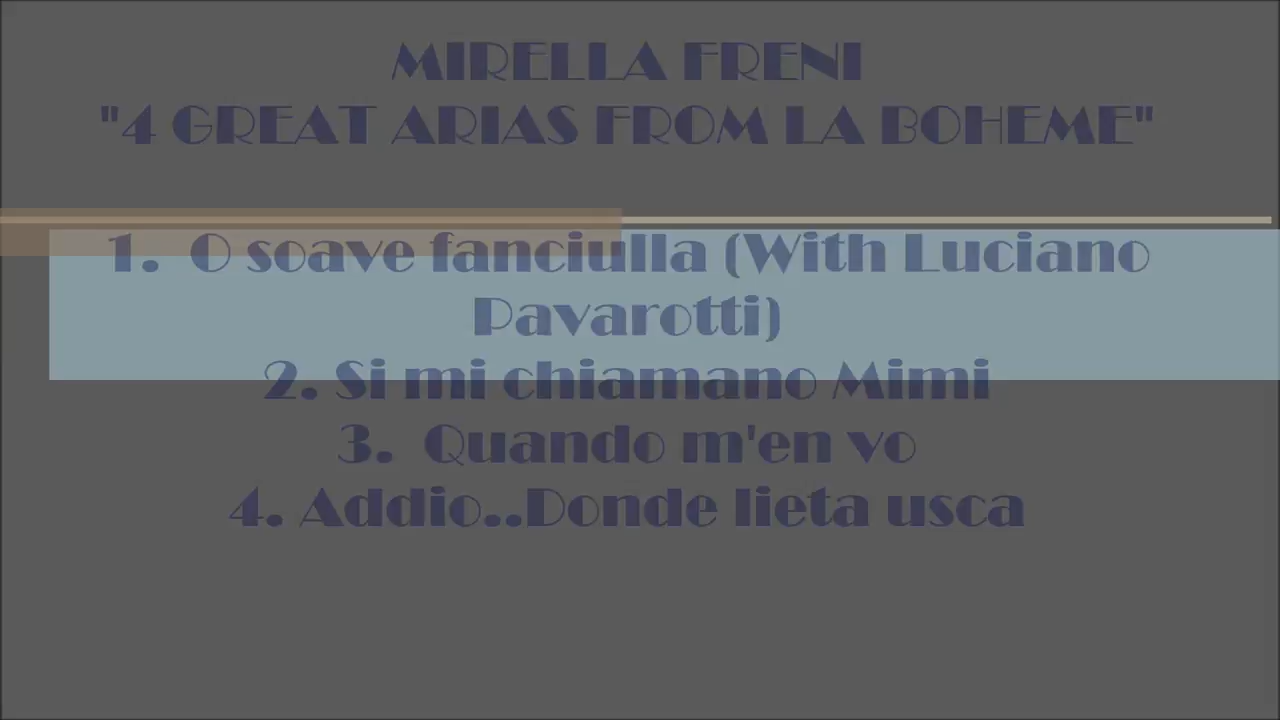 MIRELLA FRENI
"4 GREAT ARIAS FROM LA BOHEME"
1. O soave fanciulla (With Luciano
Pavarotti)
2. Si mi chiamano Mimi
3. Quando m'en vo
4. Addio..Donde lieta usca